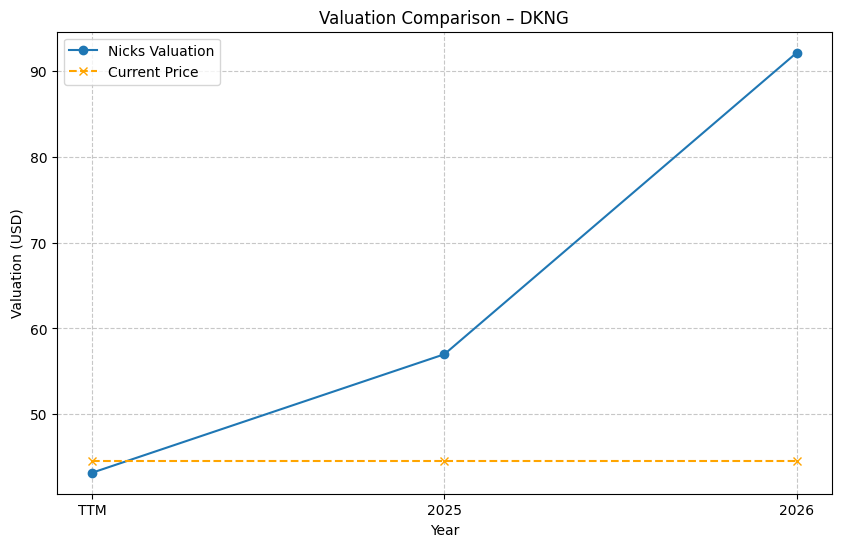 Valuation Comparison – DKNG
Nicks Valuation
Current Price
Valuation (USD)
90
80
70
60
50
TTM
2025
2026
Year